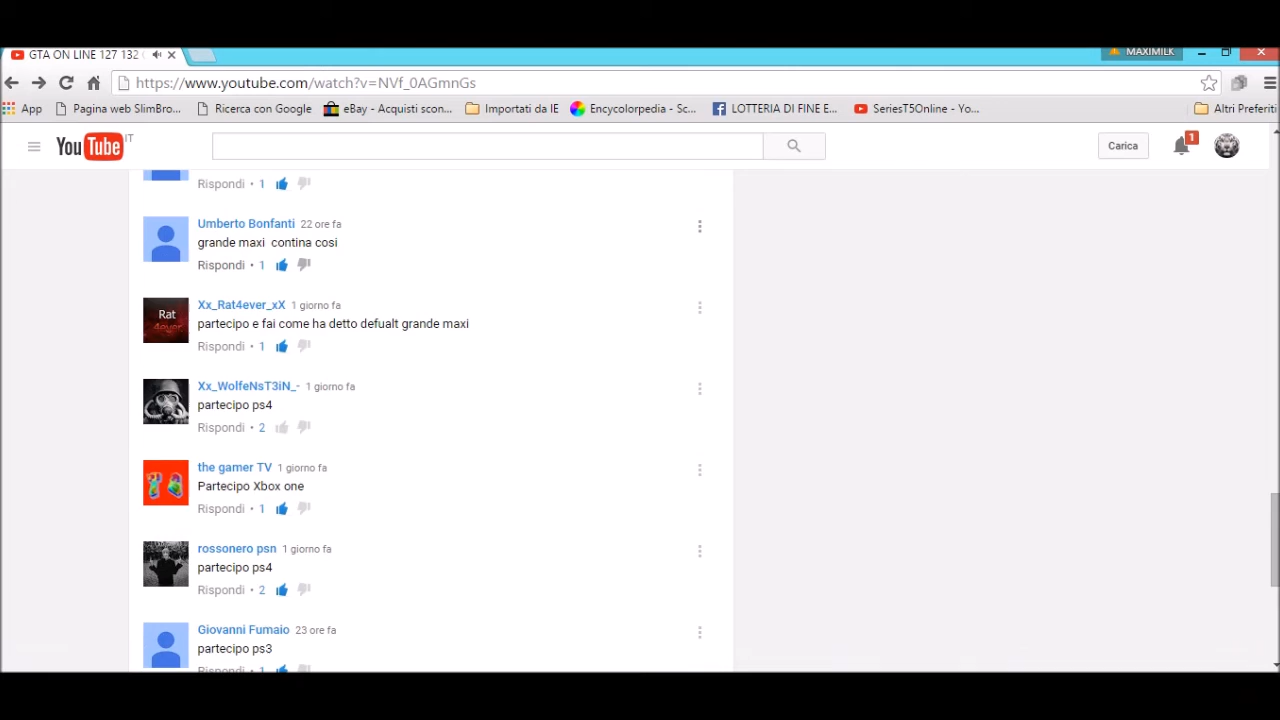 GTA ON LINE 127 132
MAXIMILK
https://www.youtube.com/watch?v=NVf_0AGmnGs
App
Pagina web SlimBro...
Ricerca con Google
eBay - Acquisti scon...
Importati da IE
Encycolorpedia - Sc...
LOTTERIA DI FINE E...
SeriesT5Online - Yo...
Altri Preferiti
YouTube IT
Carica
1
Rispondi • 1
Umberto Bonfanti 22 ore fa
grande maxi contina cosi
Rispondi • 1
Rat
4ever
Xx_Rat4ever_xX 1 giorno fa
partecipo e fai come ha detto defualt grande maxi
Rispondi • 1
Xx_WolfeNsT3iN_- 1 giorno fa
partecipo ps4
Rispondi • 2
the gamer TV 1 giorno fa
Partecipo Xbox one
Rispondi • 1
rossonero psn 1 giorno fa
partecipo ps4
Rispondi • 2
Giovanni Fumaio 23 ore fa
partecipo ps3
Rispondi • 1